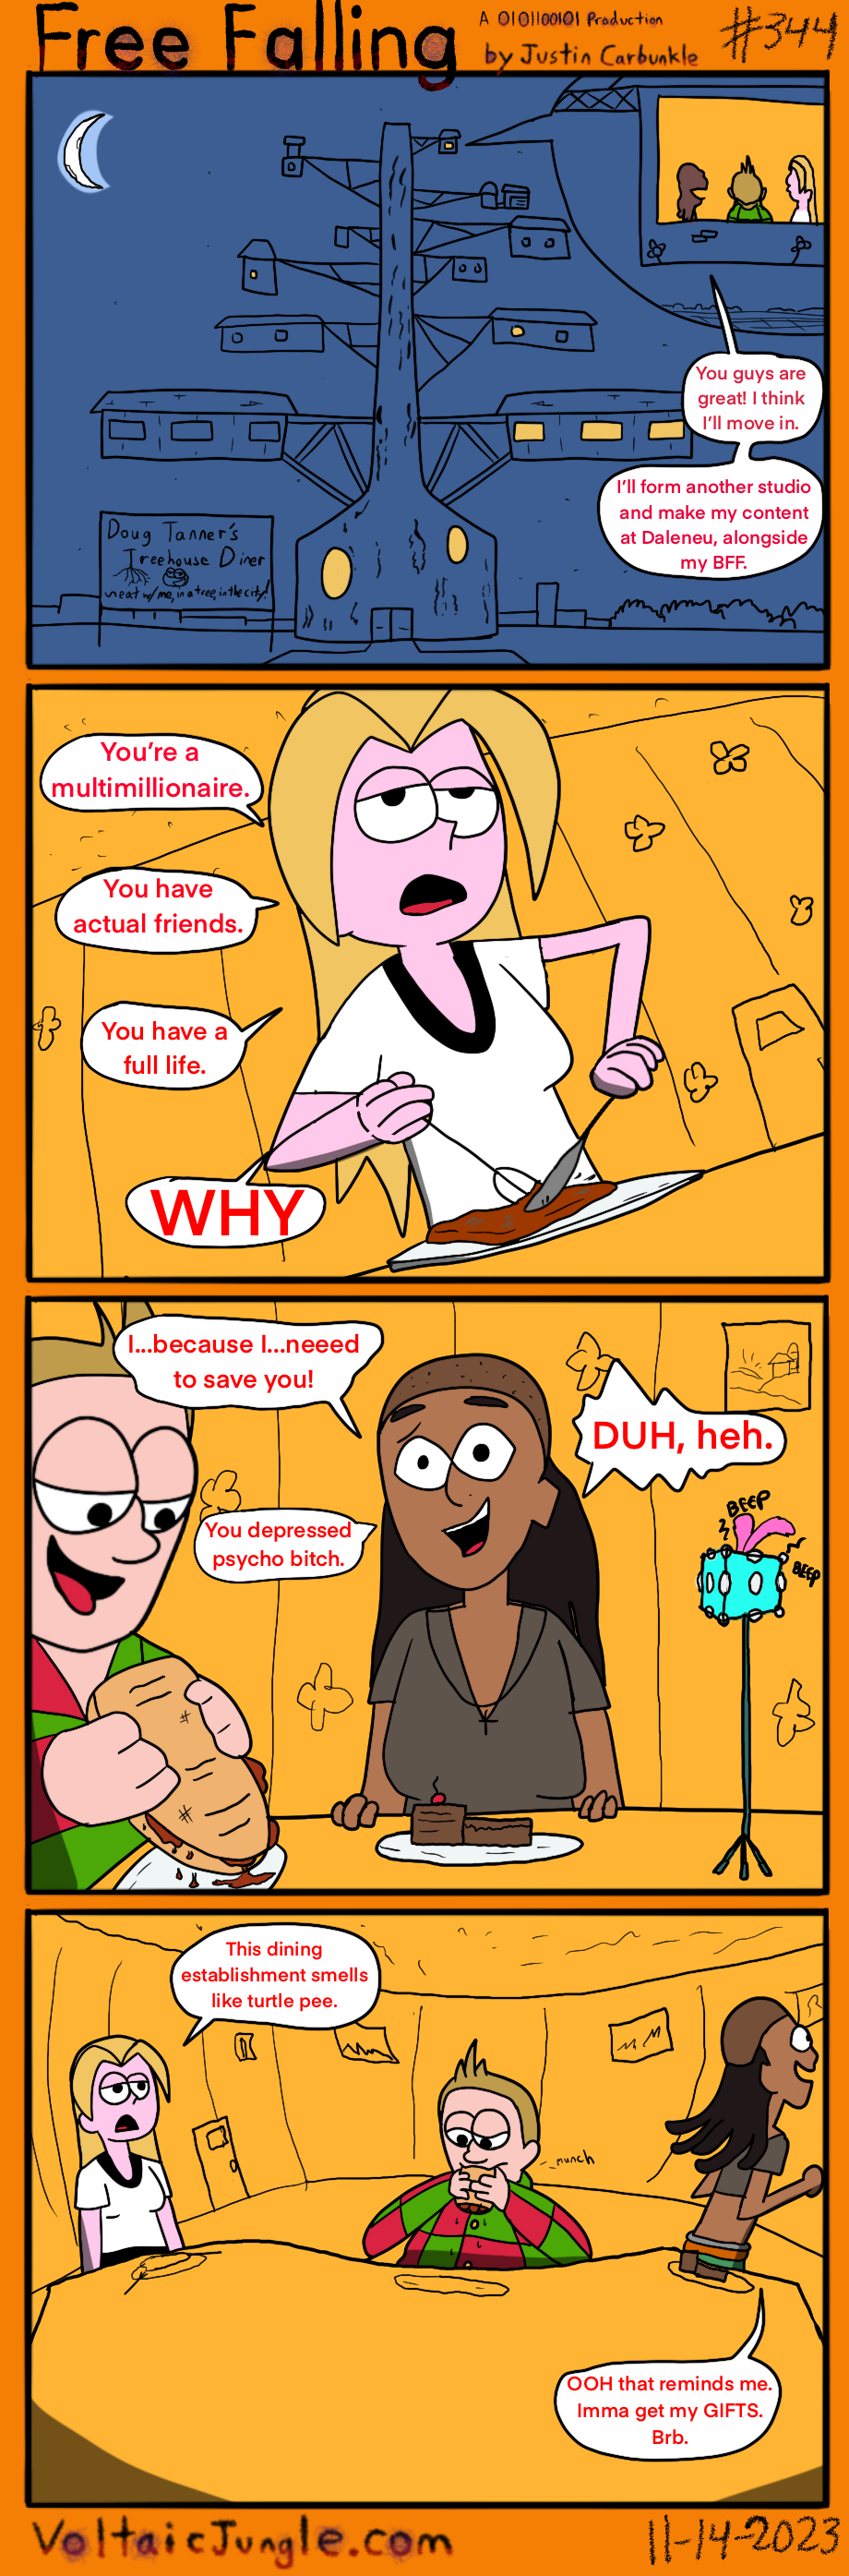 Free Falling
A 0101100101 Production
by Justin Carbunkle
#344
You guys are
great! I think
I'll move in.
I'll form another studio
and make my content
at Daleneu, alongside
my BFF.
Doug Tanner's
Treehouse Diner
w/me, in a tree, in the city!
You're a
multimillionaire.
You have
actual friends.
You have a
full life.
WHY
I...because I...neeed
to save you!
DUH, heh.
You depressed
psycho bitch.
BEEP
BEEP
This dining
establishment smells
like turtle pee.
munch
OOH that reminds me.
Imma get my GIFTS.
Brb.
VoltaicJungle.com
11-14-2023